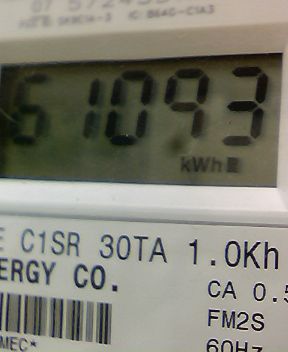 61093
kWh
E C1SR 30TA 1.0Kh
ERGY CO.
CA 0.5
FM2S
60Hz
MEC*